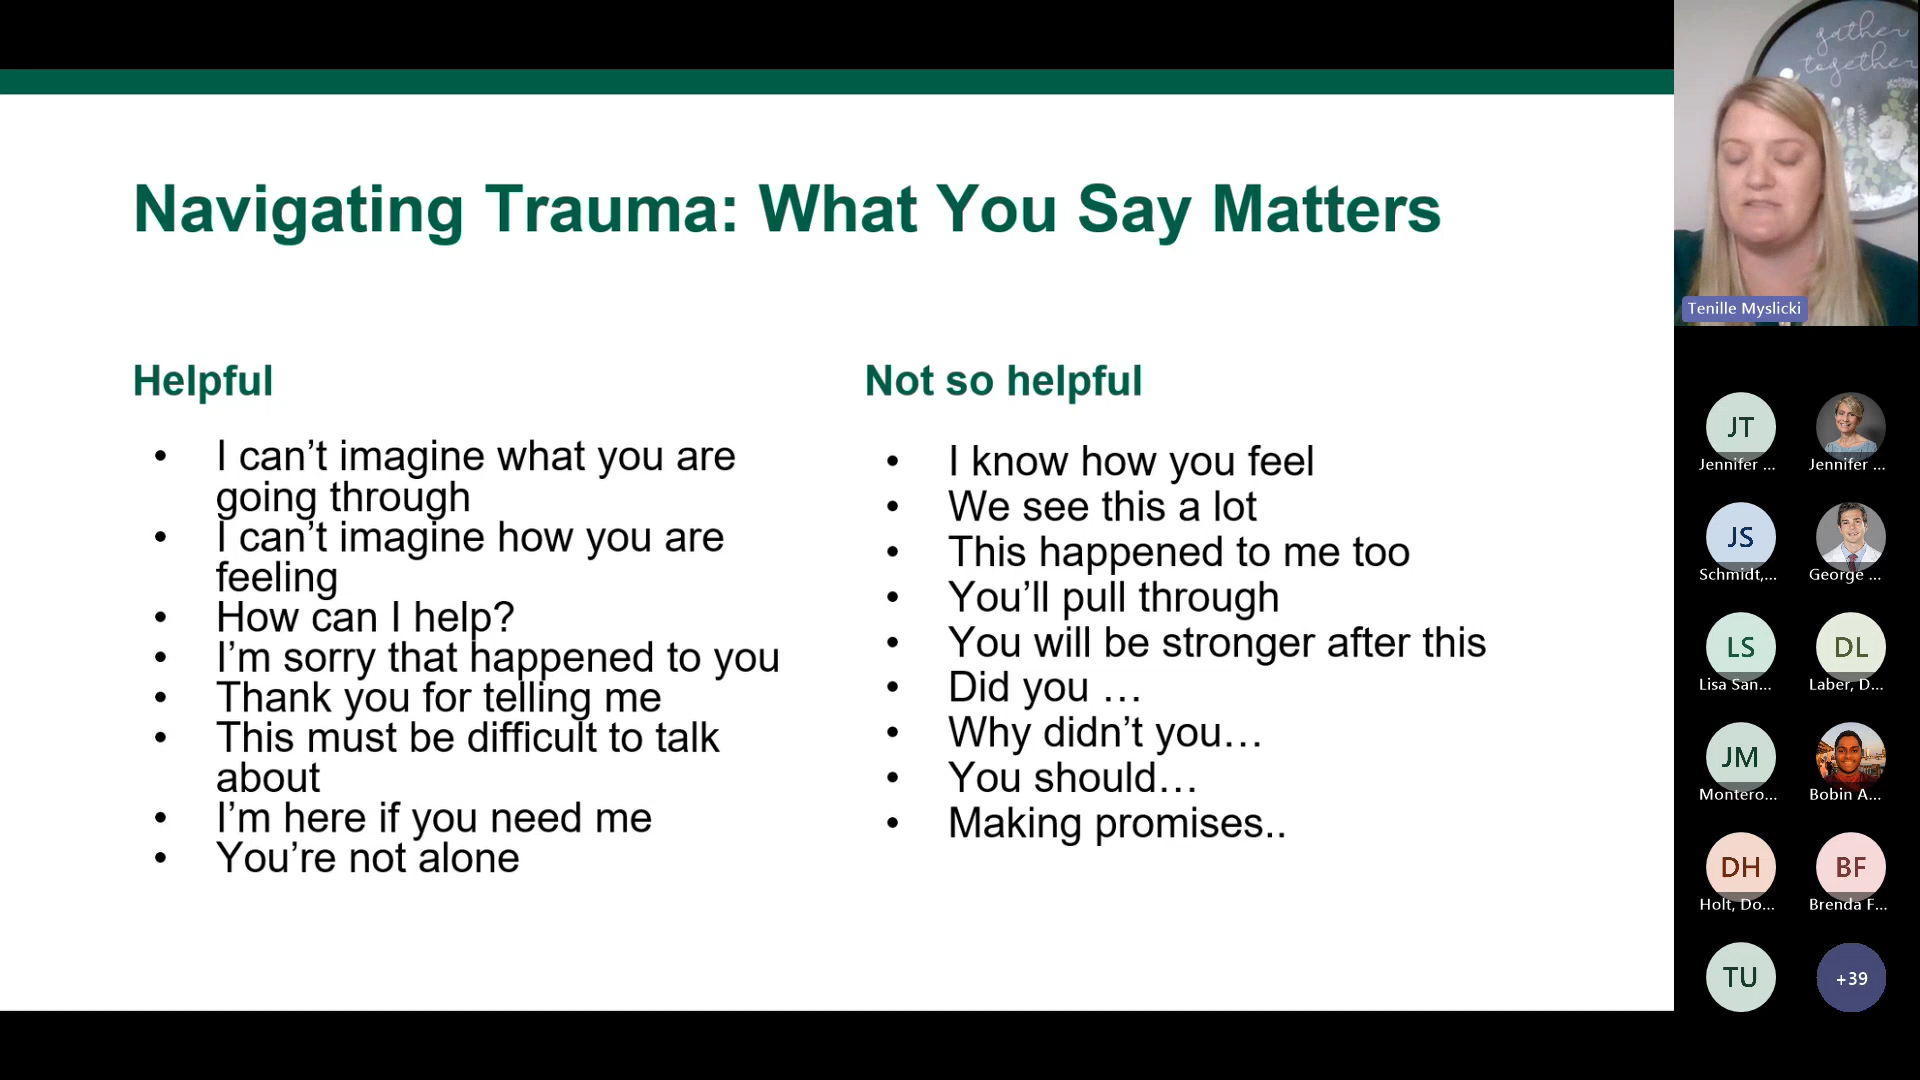 Navigating Trauma: What You Say Matters
Helpful
• I can’t imagine what you are
going through
• I can’t imagine how you are
feeling
• How can I help?
• I’m sorry that happened to you
• Thank you for telling me
• This must be difficult to talk
about
• I’m here if you need me
• You’re not alone
Not so helpful
• I know how you feel
• We see this a lot
• This happened to me too
• You’ll pull through
• You will be stronger after this
• Did you …
• Why didn’t you…
• You should…
• Making promises..
gather
together
Tenille Myslicki
JT
Jennifer ...
Jennifer ...
JS
Schmidt,...
George ...
LS
Lisa San...
DL
Laber, D...
JM
Montero...
Bobin A...
DH
Holt, Do...
BF
Brenda F...
TU
+39